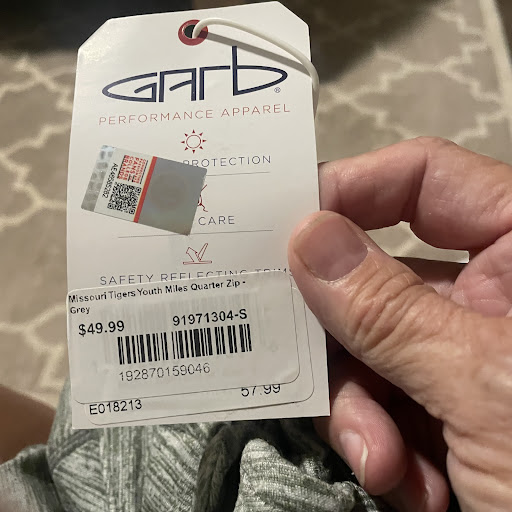 Garb®
PERFORMANCE APPAREL
PROTECTION
CARE
SAFETY REFLECTING TRIM
Missouri Tigers Youth Miles Quarter Zip -
Grey
$49.99 91971304-S
192870159046
E018213 57.99